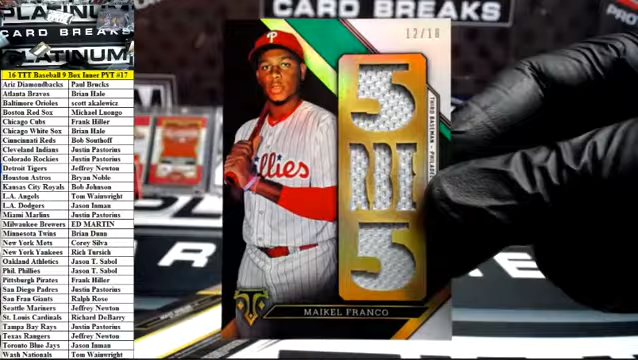 PLATINUM
CARD BREAKS
PLATINUM
CARD BREAKS
16 TTT Baseball 9 Box Inner PYT #17
Ariz Diamondbacks Paul Brucks
Atlanta Braves Brian Hale
Baltimore Orioles scott akalewicz
Boston Red Sox Michael Luongo
Chicago Cubs Frank Hiller
Chicago White Sox Brian Hale
Cincinnati Reds Bob Southoff
Cleveland Indians Justin Pastorius
Colorado Rockies Justin Pastorius
Detroit Tigers Jeffrey Newton
Houston Astros Bryan Noble
Kansas City Royals Bob Johnson
L.A. Angels Tom Wainwright
L.A. Dodgers Jason Inman
Miami Marlins Justin Pastorius
Milwaukee Brewers ED MARTIN
Minnesota Twins Brian Dunn
New York Mets Corey Silva
New York Yankees Rich Tursich
Oakland Athletics Jason T. Sabol
Phil. Phillies Jason T. Sabol
Pittsburgh Pirates Frank Hiller
San Diego Padres Justin Pastorius
San Fran Giants Ralph Rose
Seattle Mariners Jeffrey Newton
St. Louis Cardinals Richard DeBarry
Tampa Bay Rays Justin Pastorius
Texas Rangers Jeffrey Newton
Toronto Blue Jays Jason Inman
Wash Nationals Tom Wainwright
12/18
P
hillies
5
RBI
5
THIRD BASEMAN
MAIKEL FRANCO